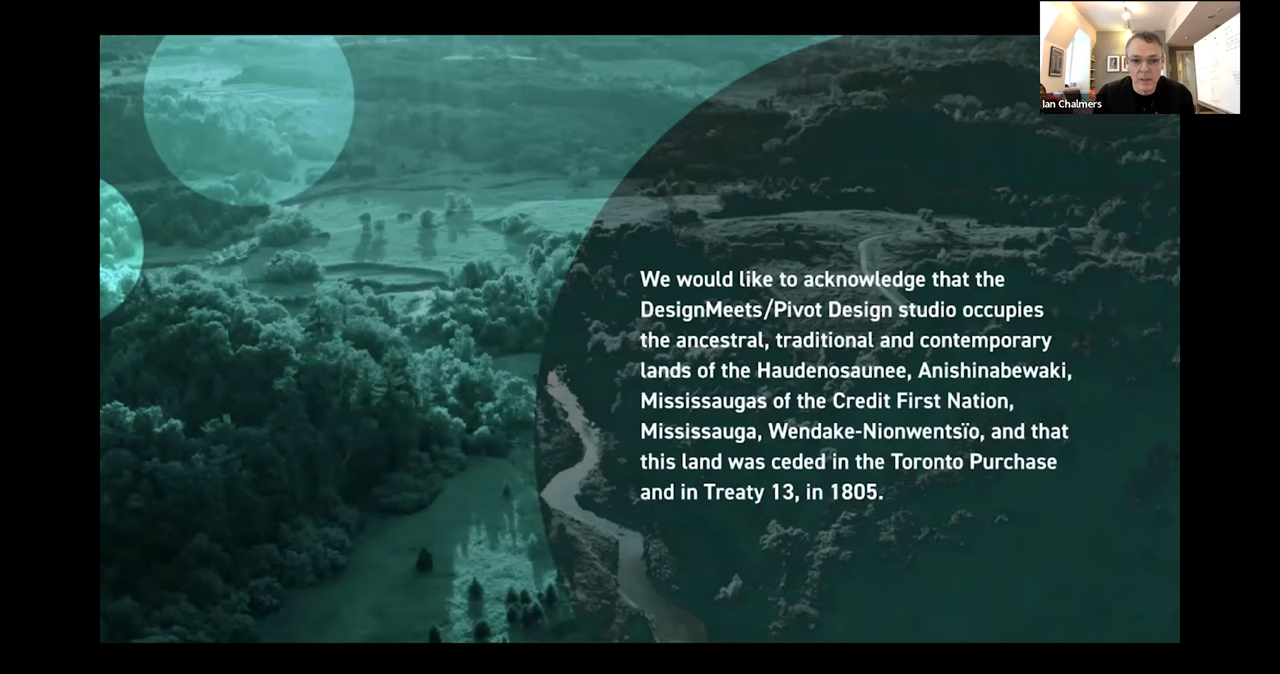 Ian Chalmers
We would like to acknowledge that the
DesignMeets/Pivot Design studio occupies
the ancestral, traditional and contemporary
lands of the Haudenosaunee, Anishinabewaki,
Mississaugas of the Credit First Nation,
Mississauga, Wendake-Nionwentsïo, and that
this land was ceded in the Toronto Purchase
and in Treaty 13, in 1805.